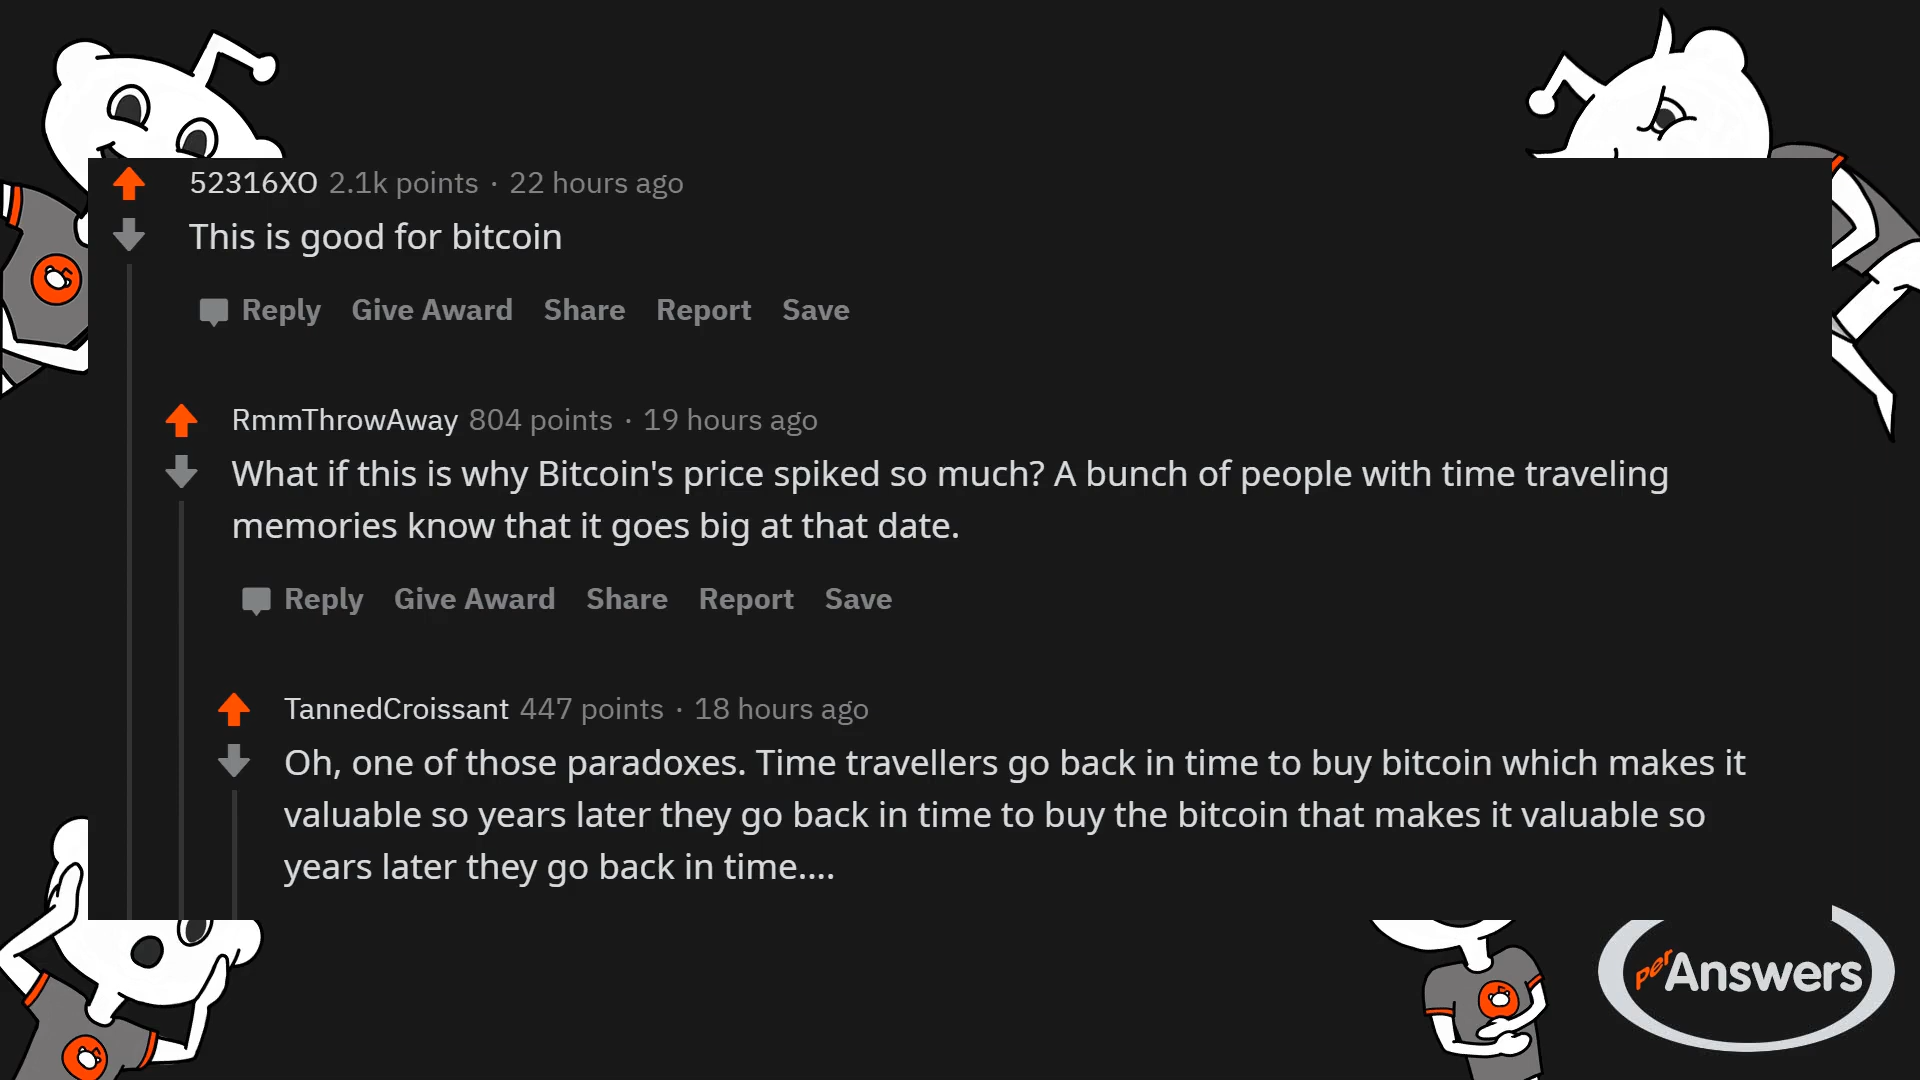 52316XO 2.1k points · 22 hours ago
This is good for bitcoin
Reply Give Award Share Report Save
RmmThrowAway 804 points · 19 hours ago
What if this is why Bitcoin's price spiked so much? A bunch of people with time traveling
memories know that it goes big at that date.
Reply Give Award Share Report Save
TannedCroissant 447 points · 18 hours ago
Oh, one of those paradoxes. Time travellers go back in time to buy bitcoin which makes it
valuable so years later they go back in time to buy the bitcoin that makes it valuable so
years later they go back in time....
perAnswers